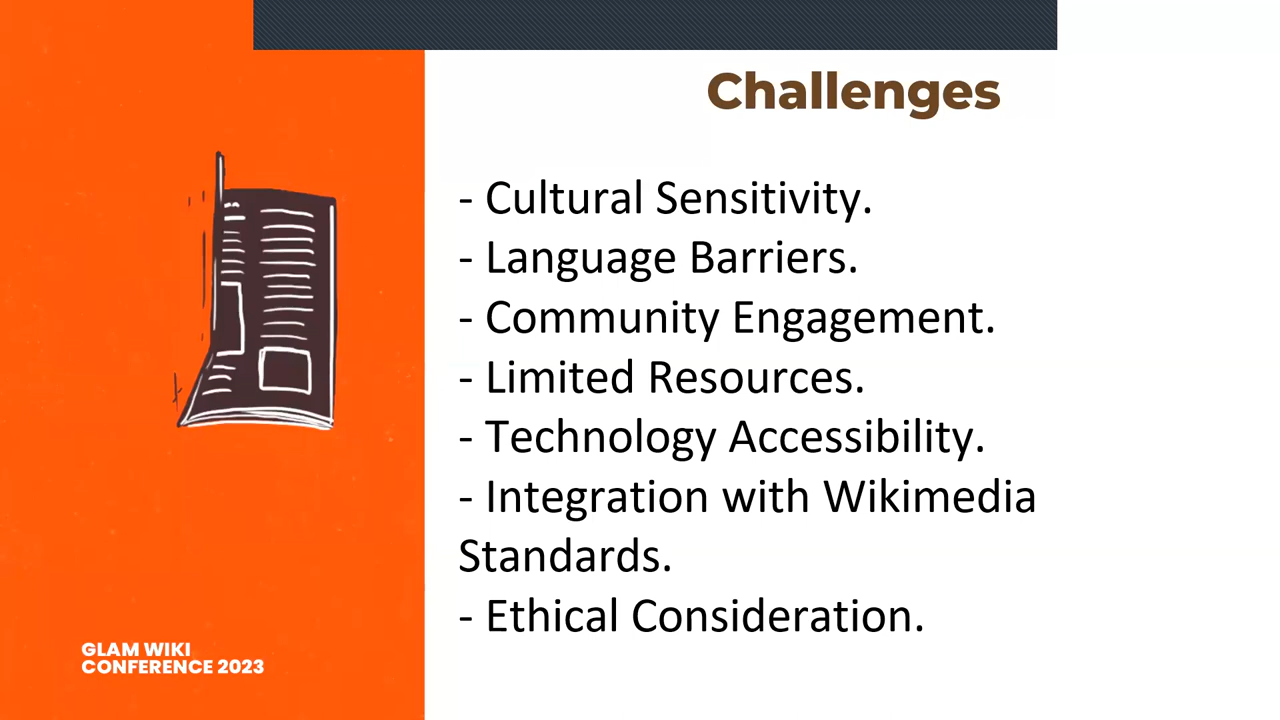 Challenges
- Cultural Sensitivity.
- Language Barriers.
- Community Engagement.
- Limited Resources.
- Technology Accessibility.
- Integration with Wikimedia
Standards.
- Ethical Consideration.
GLAM WIKI
CONFERENCE 2023